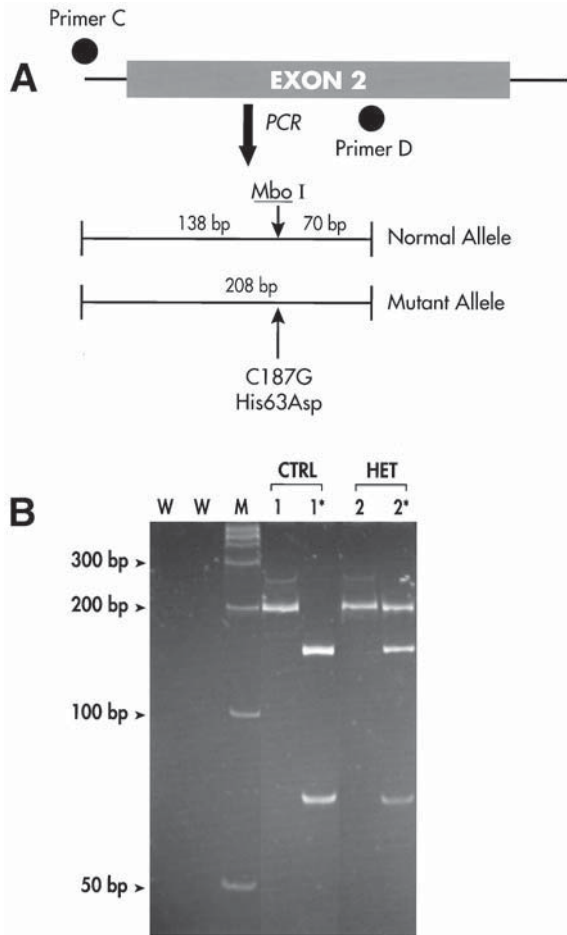 Primer C
A
EXON 2
PCR
Primer D
Mbo I
138 bp 70 bp
Normal Allele
208 bp
Mutant Allele
C187G
His63Asp
B
CTRL HET
W W M 1 1* 2 2*
300 bp
200 bp
100 bp
50 bp